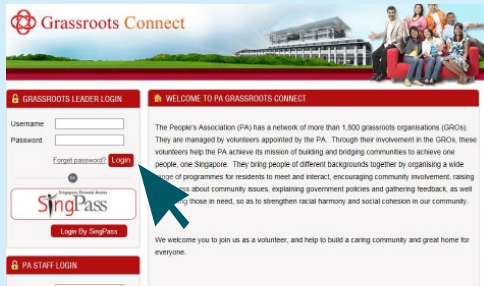 Grassroots Connect
GRASSROOTS LEADER LOGIN
Username
Password
Forget password? Login
Singapore Personal Access
SingPass
Login By SingPass
PA STAFF LOGIN
WELCOME TO PA GRASSROOTS CONNECT
The People's Association (PA) has a network of more than 1,800 grassroots organisations (GROs).
They are managed by volunteers appointed by the PA. Through their involvement in the GROs, these
volunteers help the PA achieve its mission of building and bridging communities to achieve one
people, one Singapore. They bring people of different backgrounds together by organising a wide
range of programmes for residents to meet and interact, encouraging community involvement, raising
about community issues, explaining government policies and gathering feedback, as well
those in need, so as to strengthen racial harmony and social cohesion in our community.
We welcome you to join us as a volunteer, and help to build a caring community and great home for
everyone.